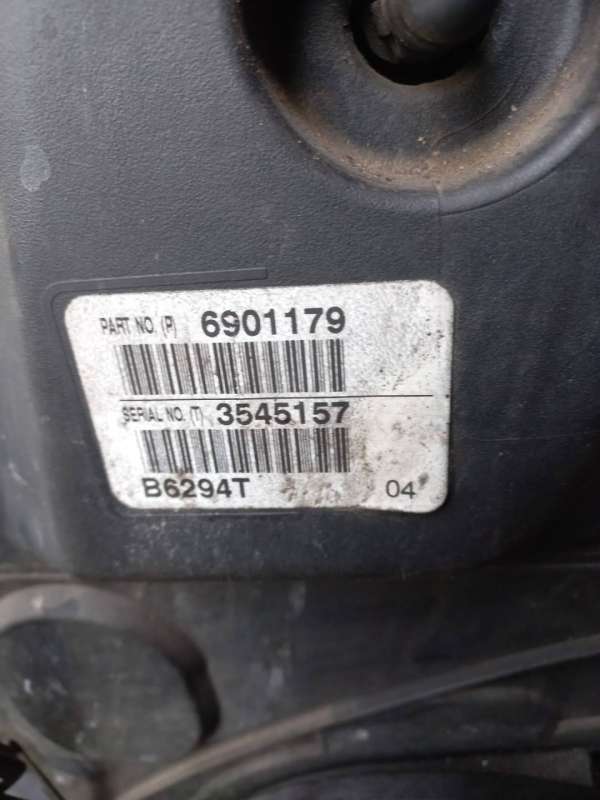 PART NO. (P) 6901179
SERIAL NO. (T) 3545157
B6294T 04